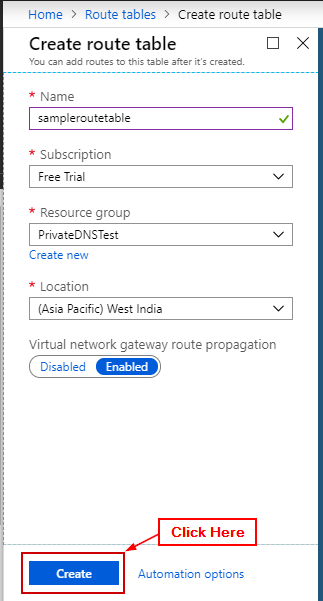 Home > Route tables > Create route table
Create route table
You can add routes to this table after it's created.
* Name
sampleroutetable
* Subscription
Free Trial
* Resource group
PrivateDNSTest
Create new
* Location
(Asia Pacific) West India
Virtual network gateway route propagation
Disabled Enabled
Click Here
Create Automation options